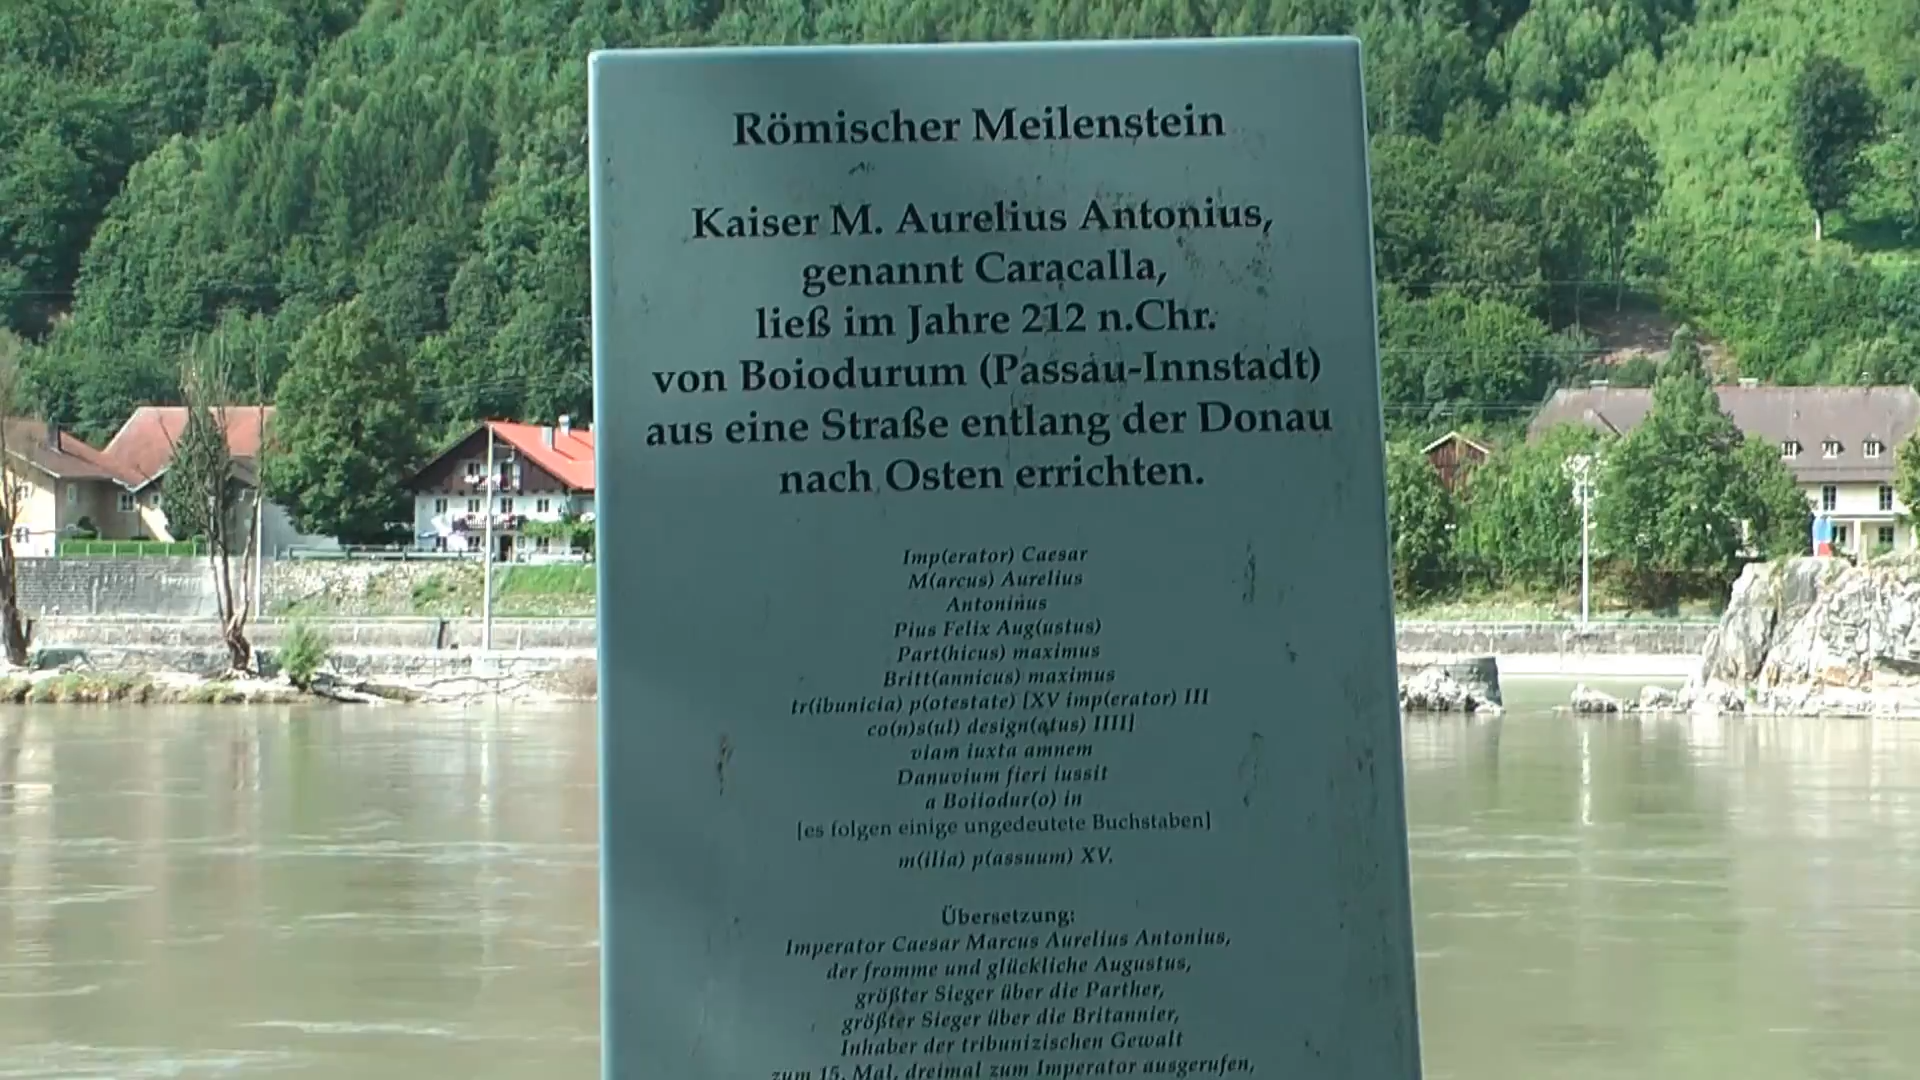 Römischer Meilenstein
Kaiser M. Aurelius Antonius,
genannt Caracalla,
ließ im Jahre 212 n.Chr.
von Boiodurum (Passau-Innstadt)
aus eine Straße entlang der Donau
nach Osten errichten.
Imp(erator) Caesar
M(arcus) Aurelius
Antoninus
Pius Felix Aug(ustus)
Part(hicus) maximus
Britt(annicus) maximus
tr(ibunicia) p(otestate) [XV imp(erator) III
co(n)s(ul) design(atus) IIII]
viam iuxta amnem
Danuvium fieri iussit
a Boiiodur(o) in
[es folgen einige ungedeutete Buchstaben]
m(ilia) p(assuum) XV.
Übersetzung:
Imperator Caesar Marcus Aurelius Antonius,
der fromme und glückliche Augustus,
größter Sieger über die Parther,
größter Sieger über die Britannier,
Inhaber der tribunizischen Gewalt
zum 15. Mal, dreimal zum Imperator ausgerufen,